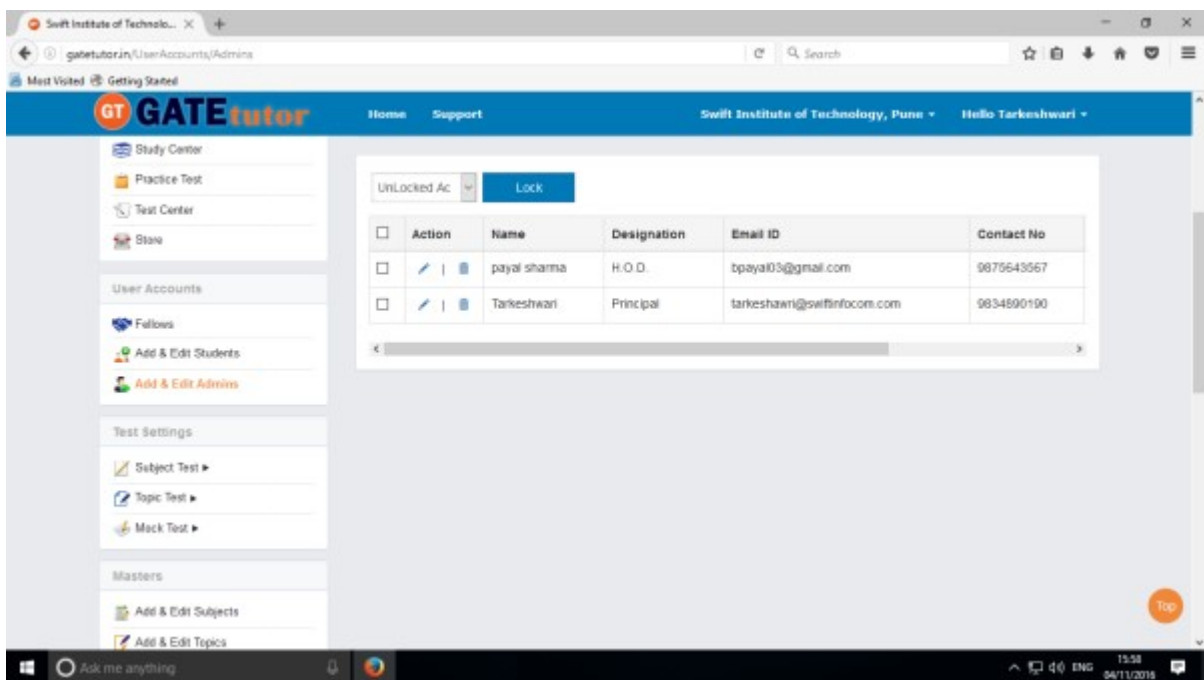 Swift Institute of Technolo...
gatetutor.in/UserAccounts/Admins
Search
Most Visited Getting Started
GT GATEtutor Home Support Swift Institute of Technology, Pune Hello Tarkeshwari
Study Center
Practice Test
Test Center
Store
User Accounts
Fellows
Add & Edit Students
Add & Edit Admins
Test Settings
Subject Test
Topic Test
Mock Test
Masters
Add & Edit Subjects
Add & Edit Topics
UnLocked Ac Lock
Action Name Designation Email ID Contact No
| payal sharma H.O.D. bpayal03@gmail.com 9875643567
| Tarkeshwari Principal tarkeshawri@swiftinfocom.com 9834890190
Top
Ask me anything
ENG 15:58
04/11/2016